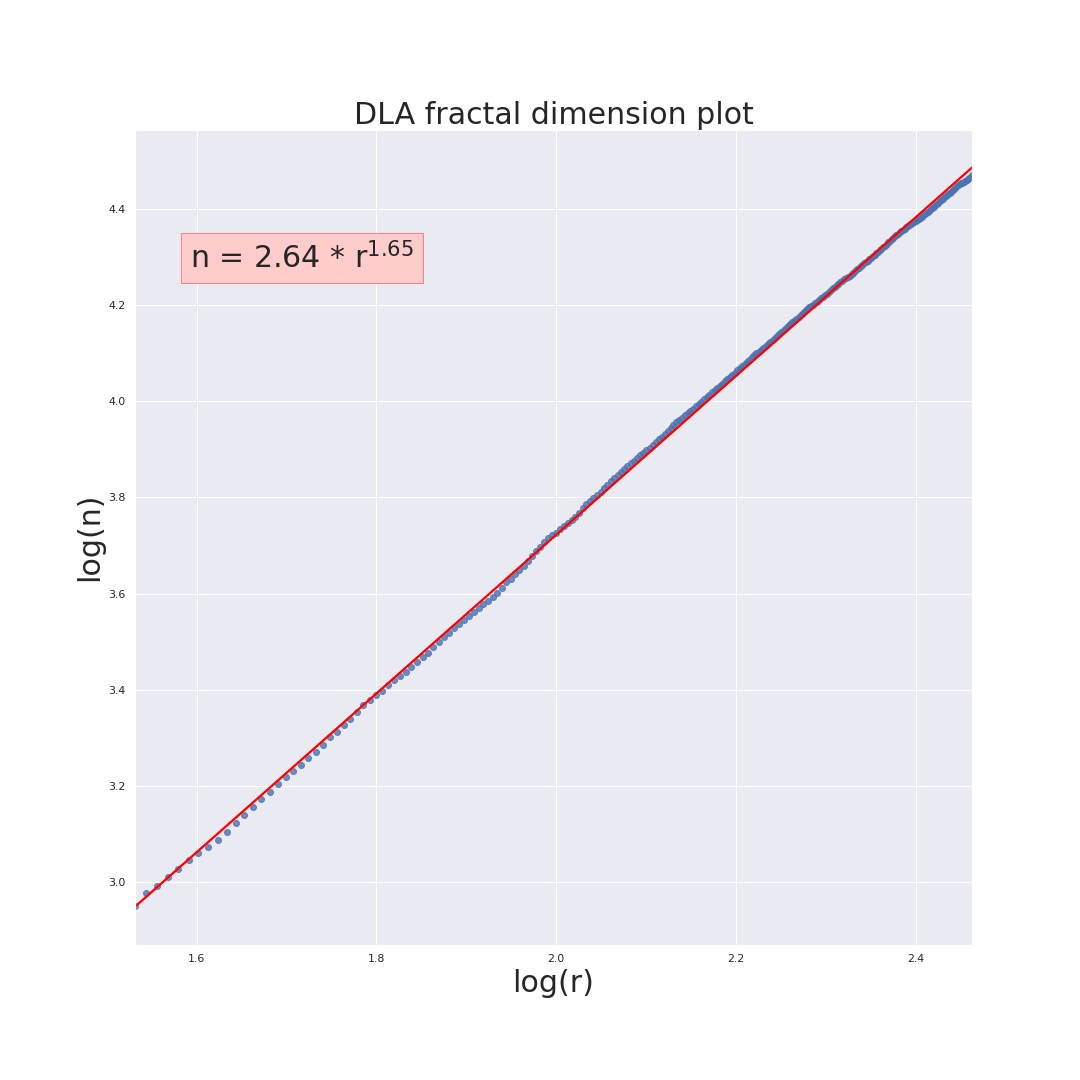 DLA fractal dimension plot
n = 2.64 * r^1.65
log(n)
4.4
4.2
4.0
3.8
3.6
3.4
3.2
3.0
1.6 1.8 2.0 2.2 2.4
log(r)